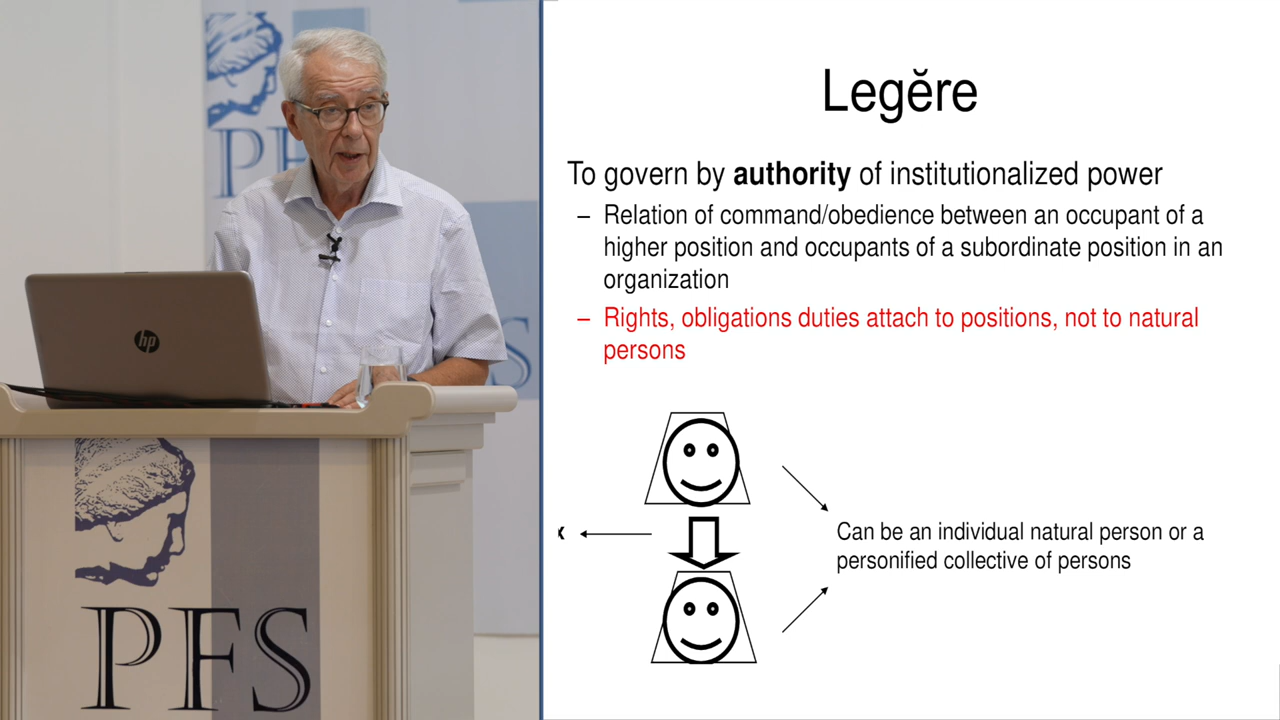 PFS
S
hp
PFS
Legĕre
To govern by authority of institutionalized power
– Relation of command/obedience between an occupant of a
higher position and occupants of a subordinate position in an
organization
– Rights, obligations duties attach to positions, not to natural
persons
Can be an individual natural person or a
personified collective of persons